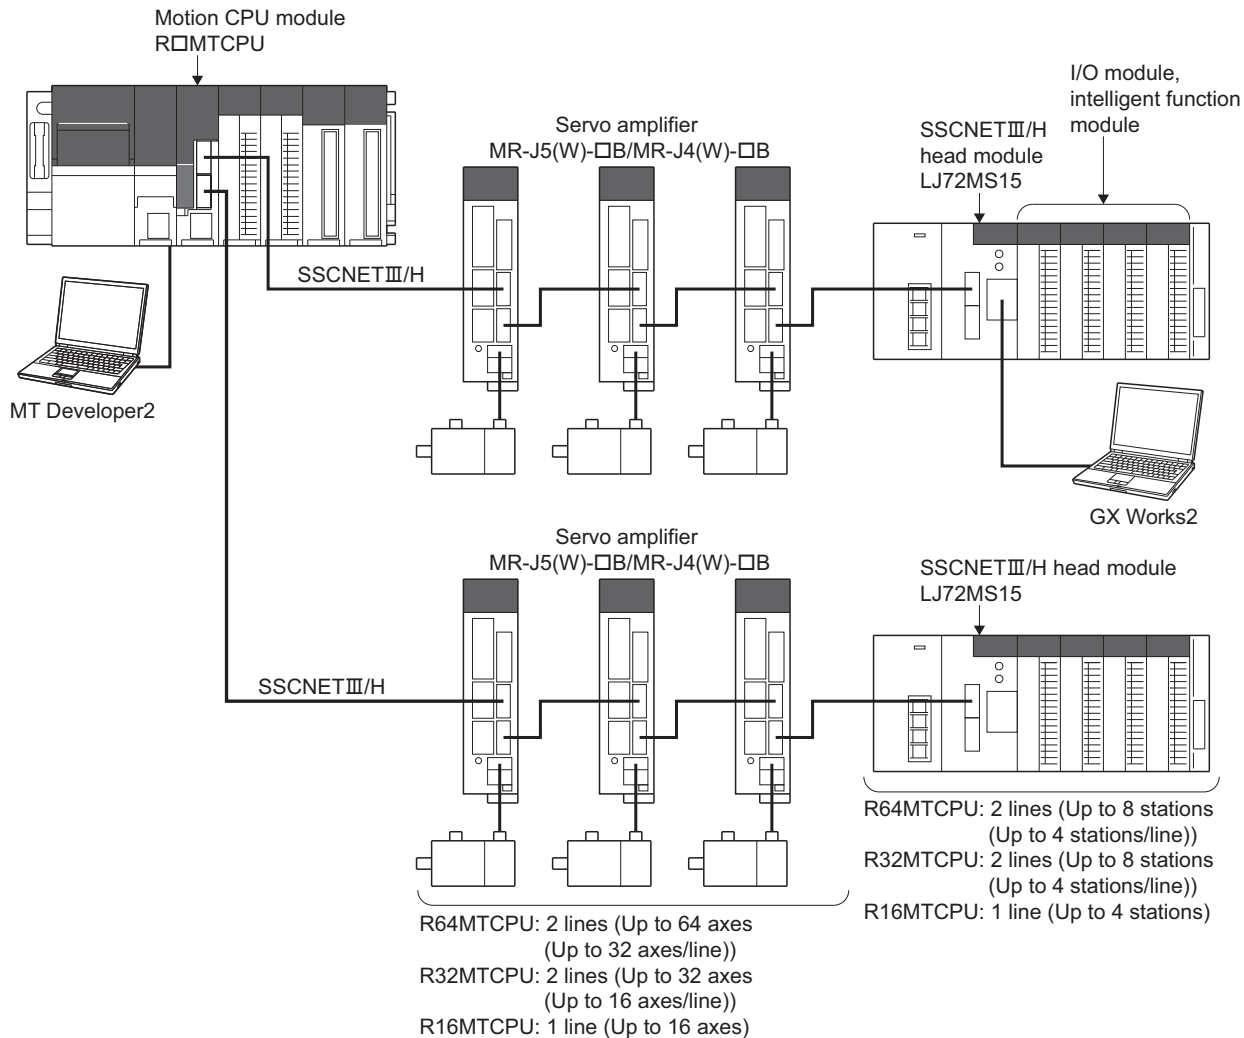 Motion CPU module
R□MTCPU
I/O module,
intelligent function
module
SSCNETⅢ/H
head module
LJ72MS15
Servo amplifier
MR-J5(W)-□B/MR-J4(W)-□B
SSCNETⅢ/H
MT Developer2
GX Works2
Servo amplifier
MR-J5(W)-□B/MR-J4(W)-□B
SSCNETⅢ/H head module
LJ72MS15
SSCNETⅢ/H
R64MTCPU: 2 lines (Up to 8 stations
(Up to 4 stations/line))
R32MTCPU: 2 lines (Up to 8 stations
(Up to 4 stations/line))
R16MTCPU: 1 line (Up to 4 stations)
R64MTCPU: 2 lines (Up to 64 axes
(Up to 32 axes/line))
R32MTCPU: 2 lines (Up to 32 axes
(Up to 16 axes/line))
R16MTCPU: 1 line (Up to 16 axes)